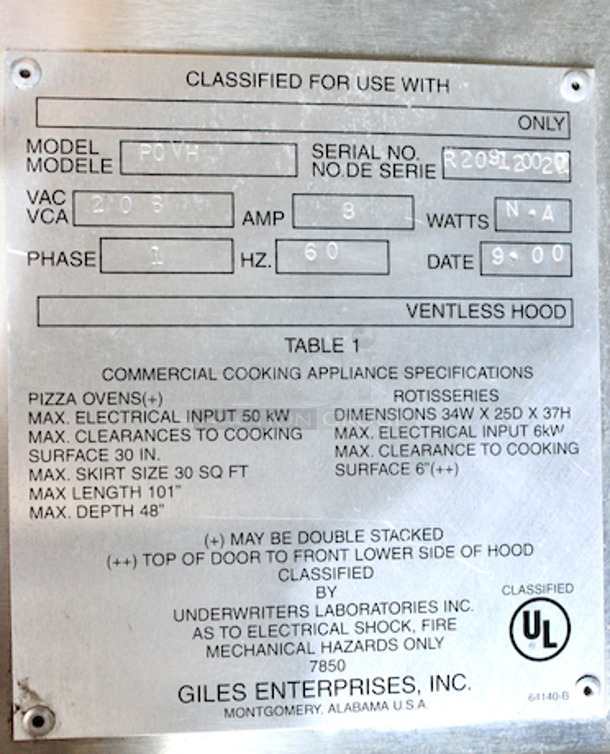 CLASSIFIED FOR USE WITH
ONLY
MODEL
MODELE POVH
SERIAL NO.
NO.DE SERIE
VAC
VCA 208 AMP 3 WATTS N.A
PHASE 1 HZ. 60 DATE 9.00
VENTLESS HOOD
TABLE 1
COMMERCIAL COOKING APPLIANCE SPECIFICATIONS
PIZZA OVENS(+)
MAX. ELECTRICAL INPUT 50 kW
MAX. CLEARANCES TO COOKING
SURFACE 30 IN.
MAX. SKIRT SIZE 30 SQ FT
MAX LENGTH 101"
MAX. DEPTH 48"
ROTISSERIES
DIMENSIONS 34W X 25D X 37H
MAX. ELECTRICAL INPUT 6kW
MAX. CLEARANCE TO COOKING
SURFACE 6"(++)
(+) MAY BE DOUBLE STACKED
(++) TOP OF DOOR TO FRONT LOWER SIDE OF HOOD
CLASSIFIED
BY
UNDERWRITERS LABORATORIES INC.
AS TO ELECTRICAL SHOCK, FIRE
MECHANICAL HAZARDS ONLY
7850
CLASSIFIED
UL
®
GILES ENTERPRISES, INC.
MONTGOMERY, ALABAMA U.S.A.
64140-B